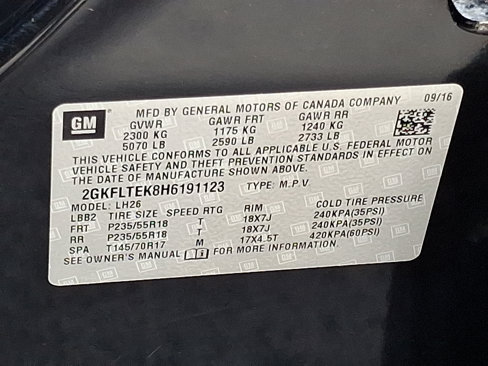 MFD BY GENERAL MOTORS OF CANADA COMPANY 09/16
GM
GVWR GAWR FRT GAWR RR
2300 KG 1175 KG 1240 KG
5070 LB 2590 LB 2733 LB
THIS VEHICLE CONFORMS TO ALL APPLICABLE U.S. FEDERAL MOTOR
VEHICLE SAFETY AND THEFT PREVENTION STANDARDS IN EFFECT ON
THE DATE OF MANUFACTURE SHOWN ABOVE.
2GKFLTEK8H6191123 TYPE: M.P.V.
MODEL: LH26
LBB2 TIRE SIZE SPEED RTG RIM COLD TIRE PRESSURE
FRT P235/55R18 T 18X7J 240KPA(35PSI)
RR P235/55R18 T 18X7J 240KPA(35PSI)
SPA T145/70R17 M 17X4.5T 420KPA(60PSI)
SEE OWNER'S MANUAL FOR MORE INFORMATION.